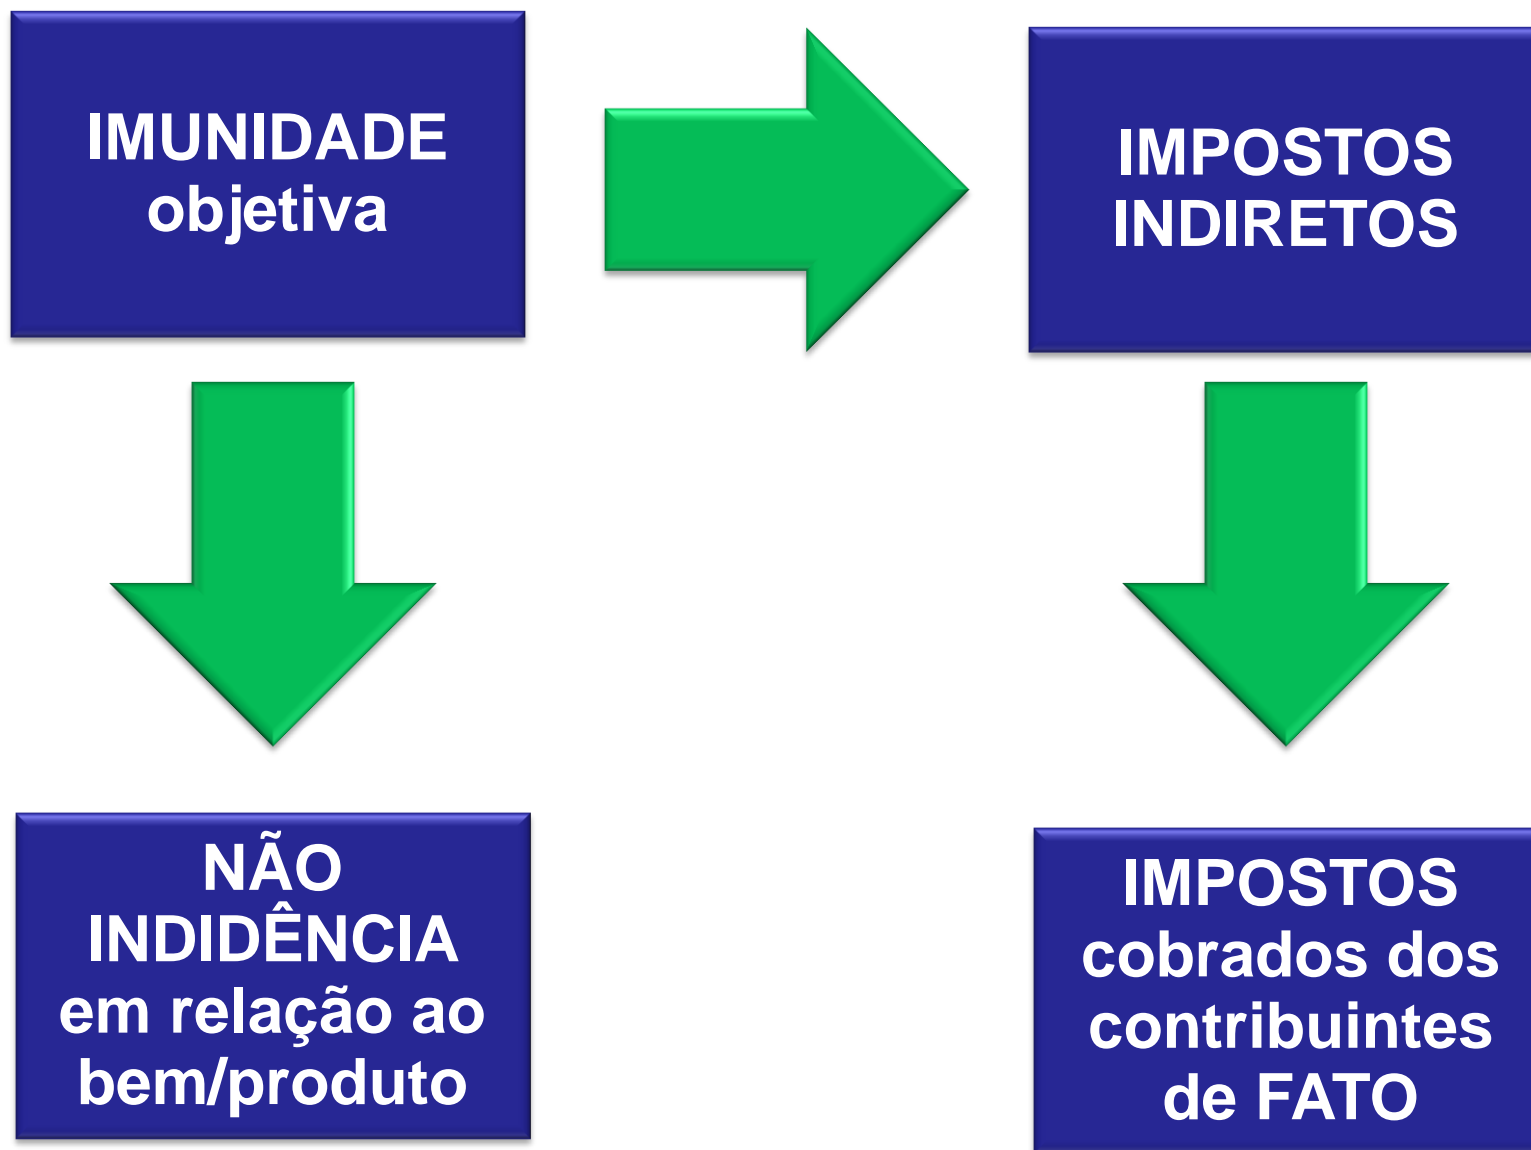 IMUNIDADE
objetiva
IMPOSTOS
INDIRETOS
NÃO
INDIDÊNCIA
em relação ao
bem/produto
IMPOSTOS
cobrados dos
contribuintes
de FATO